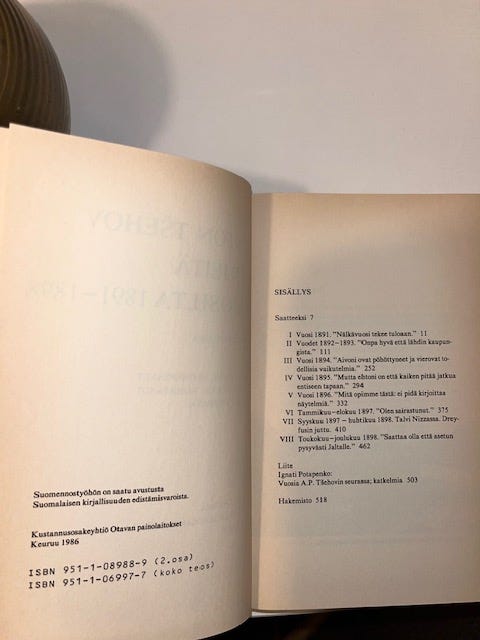 Suomennostyöhön on saatu avustusta
Suomalaisen kirjallisuuden edistämisvaroista.
Kustannusosakeyhtiö Otavan painolaitokset
Keuruu 1986
ISBN 951-1-08988-9 (2.osa)
ISBN 951-1-06997-7 (koko teos)
SISÄLLYS
Saatteeksi 7
I Vuosi 1891. "Nälkävuosi tekee tuloaan." 11
II Vuodet 1892–1893. "Onpa hyvä että lähdin kaupun-
gista." 111
III Vuosi 1894. "Aivoni ovat pöhöttyneet ja vierovat to-
dellisia vaikutelmia." 252
IV Vuosi 1895. "Mutta ehtoni on että kaiken pitää jatkua
entiseen tapaan." 294
V Vuosi 1896. "Mitä opimme tästä: ei pidä kirjoittaa
näytelmiä." 332
VI Tammikuu–elokuu 1897. "Olen sairastunut." 375
VII Syyskuu 1897 – huhtikuu 1898. Talvi Nizzassa. Drey-
fusin juttu. 410
VIII Toukokuu–joulukuu 1898. "Saattaa olla että asetun
pysyvästi Jaltalle." 462
Liite
Ignati Potapenko:
Vuosia A.P. Tšehovin seurassa; katkelmia 503
Hakemisto 518